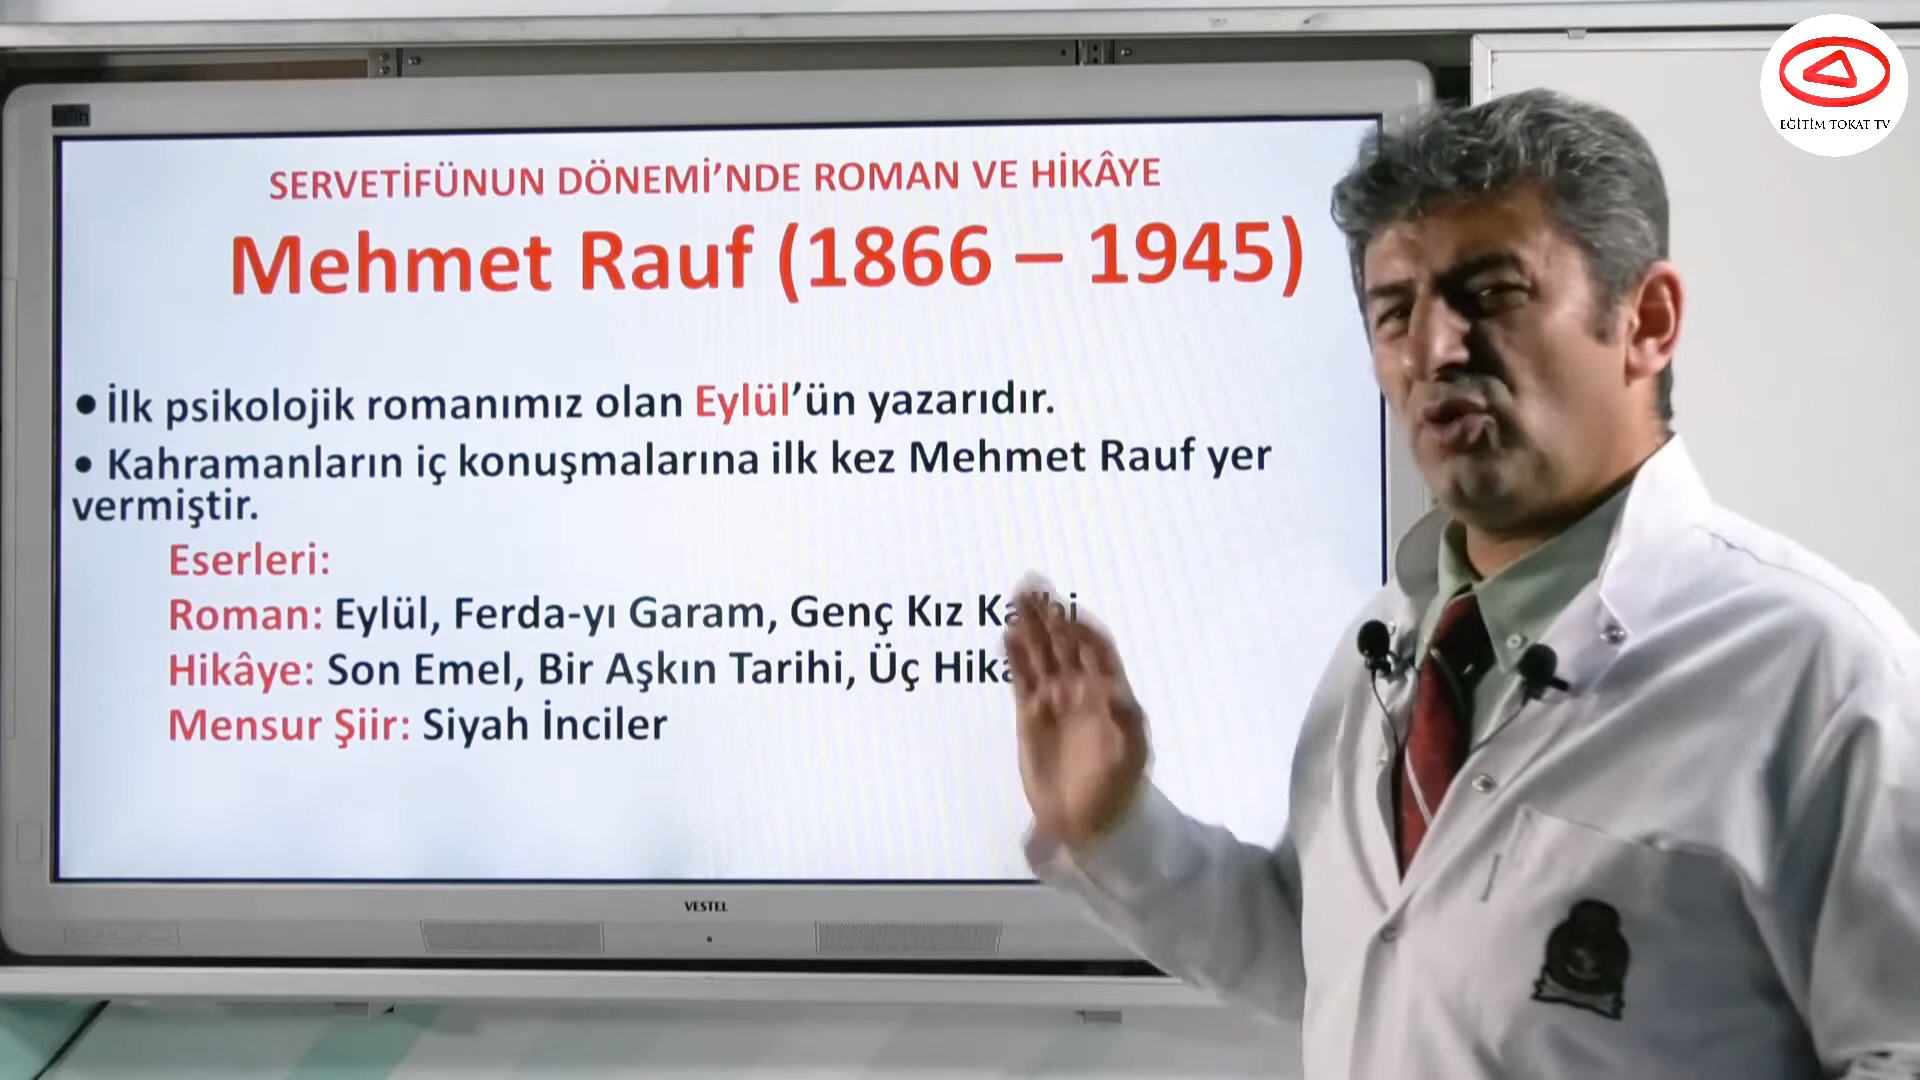 EĞİTİM TOKAT TV
SERVETİFÜNUN DÖNEMİ’NDE ROMAN VE HİKÂYE
Mehmet Rauf (1866 – 1945)
• İlk psikolojik romanımız olan Eylül’ün yazarıdır.
• Kahramanların iç konuşmalarına ilk kez Mehmet Rauf yer
vermiştir.
Eserleri:
Roman: Eylül, Ferda-yı Garam, Genç Kız
Hikâye: Son Emel, Bir Aşkın Tarihi, Üç
Mensur Şiir: Siyah İnciler
VESTEL